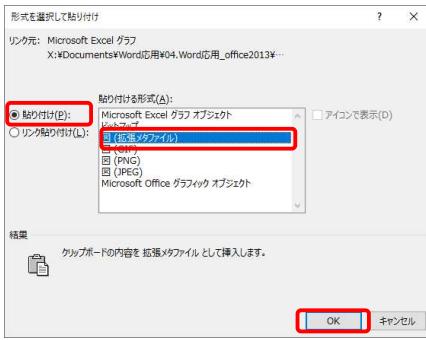 形式を選択して貼り付け ? ×
リンク元: Microsoft Excel グラフ
X:¥Documents¥Word応用¥04.Word応用_office2013¥…
貼り付ける形式(A):
貼り付け(P):
リンク貼り付け(L):
Microsoft Excel グラフ オブジェクト
ビットマップ
図 (拡張メタファイル)
図 (GIF)
図 (PNG)
図 (JPEG)
Microsoft Office グラフィック オブジェクト
アイコンで表示(D)
結果
クリップボードの内容を 拡張メタファイル として挿入します。
OK キャンセル